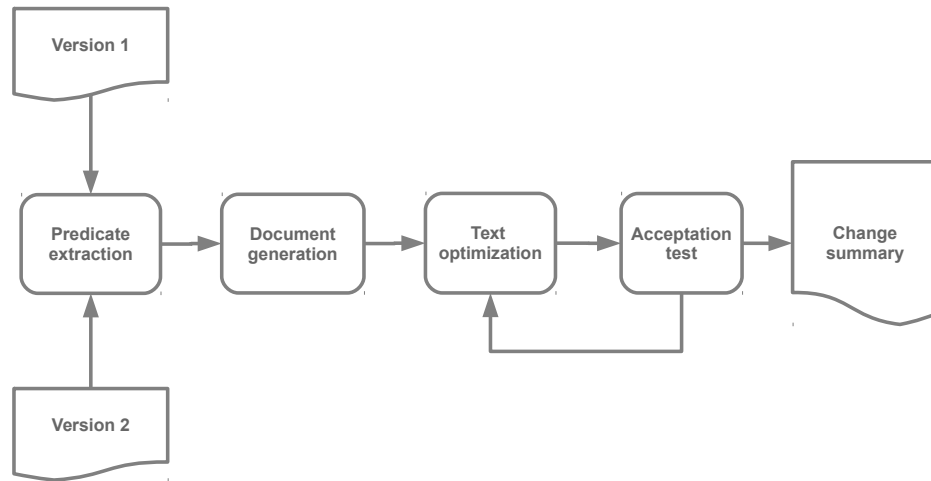 Version 1
Predicate
extraction
Document
generation
Text
optimization
Acceptation
test
Change
summary
Version 2